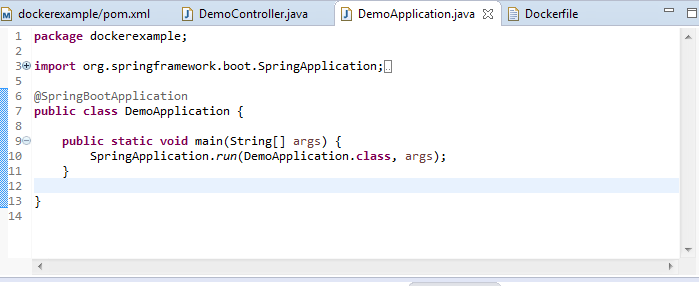 dockerexample/pom.xml DemoController.java DemoApplication.java Dockerfile
1 package dockerexample;
2
3 import org.springframework.boot.SpringApplication;
5
6 @SpringBootApplication
7 public class DemoApplication {
8
9 public static void main(String[] args) {
10 SpringApplication.run(DemoApplication.class, args);
11 }
12
13 }
14